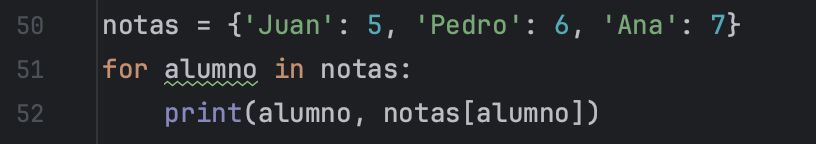 50 notas = {'Juan': 5, 'Pedro': 6, 'Ana': 7}
51 for alumno in notas:
52     print(alumno, notas[alumno])